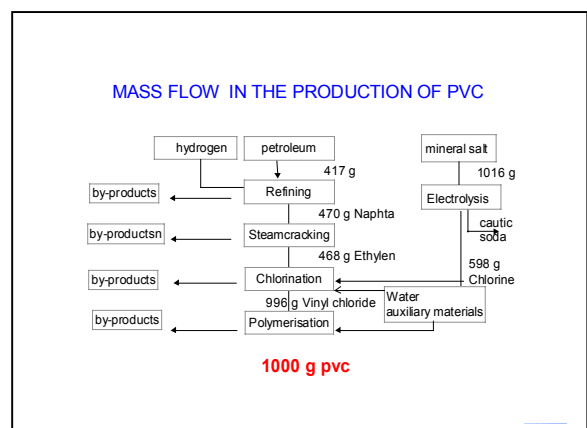 MASS FLOW IN THE PRODUCTION OF PVC
hydrogen
petroleum
mineral salt
417 g
1016 g
by-products
Refining
Electrolysis
470 g Naphta
by-productsn
Steamcracking
cautic
soda
468 g Ethylen
598 g
Chlorine
by-products
Chlorination
996 g Vinyl chloride
Water
auxiliary materials
by-products
Polymerisation
1000 g pvc